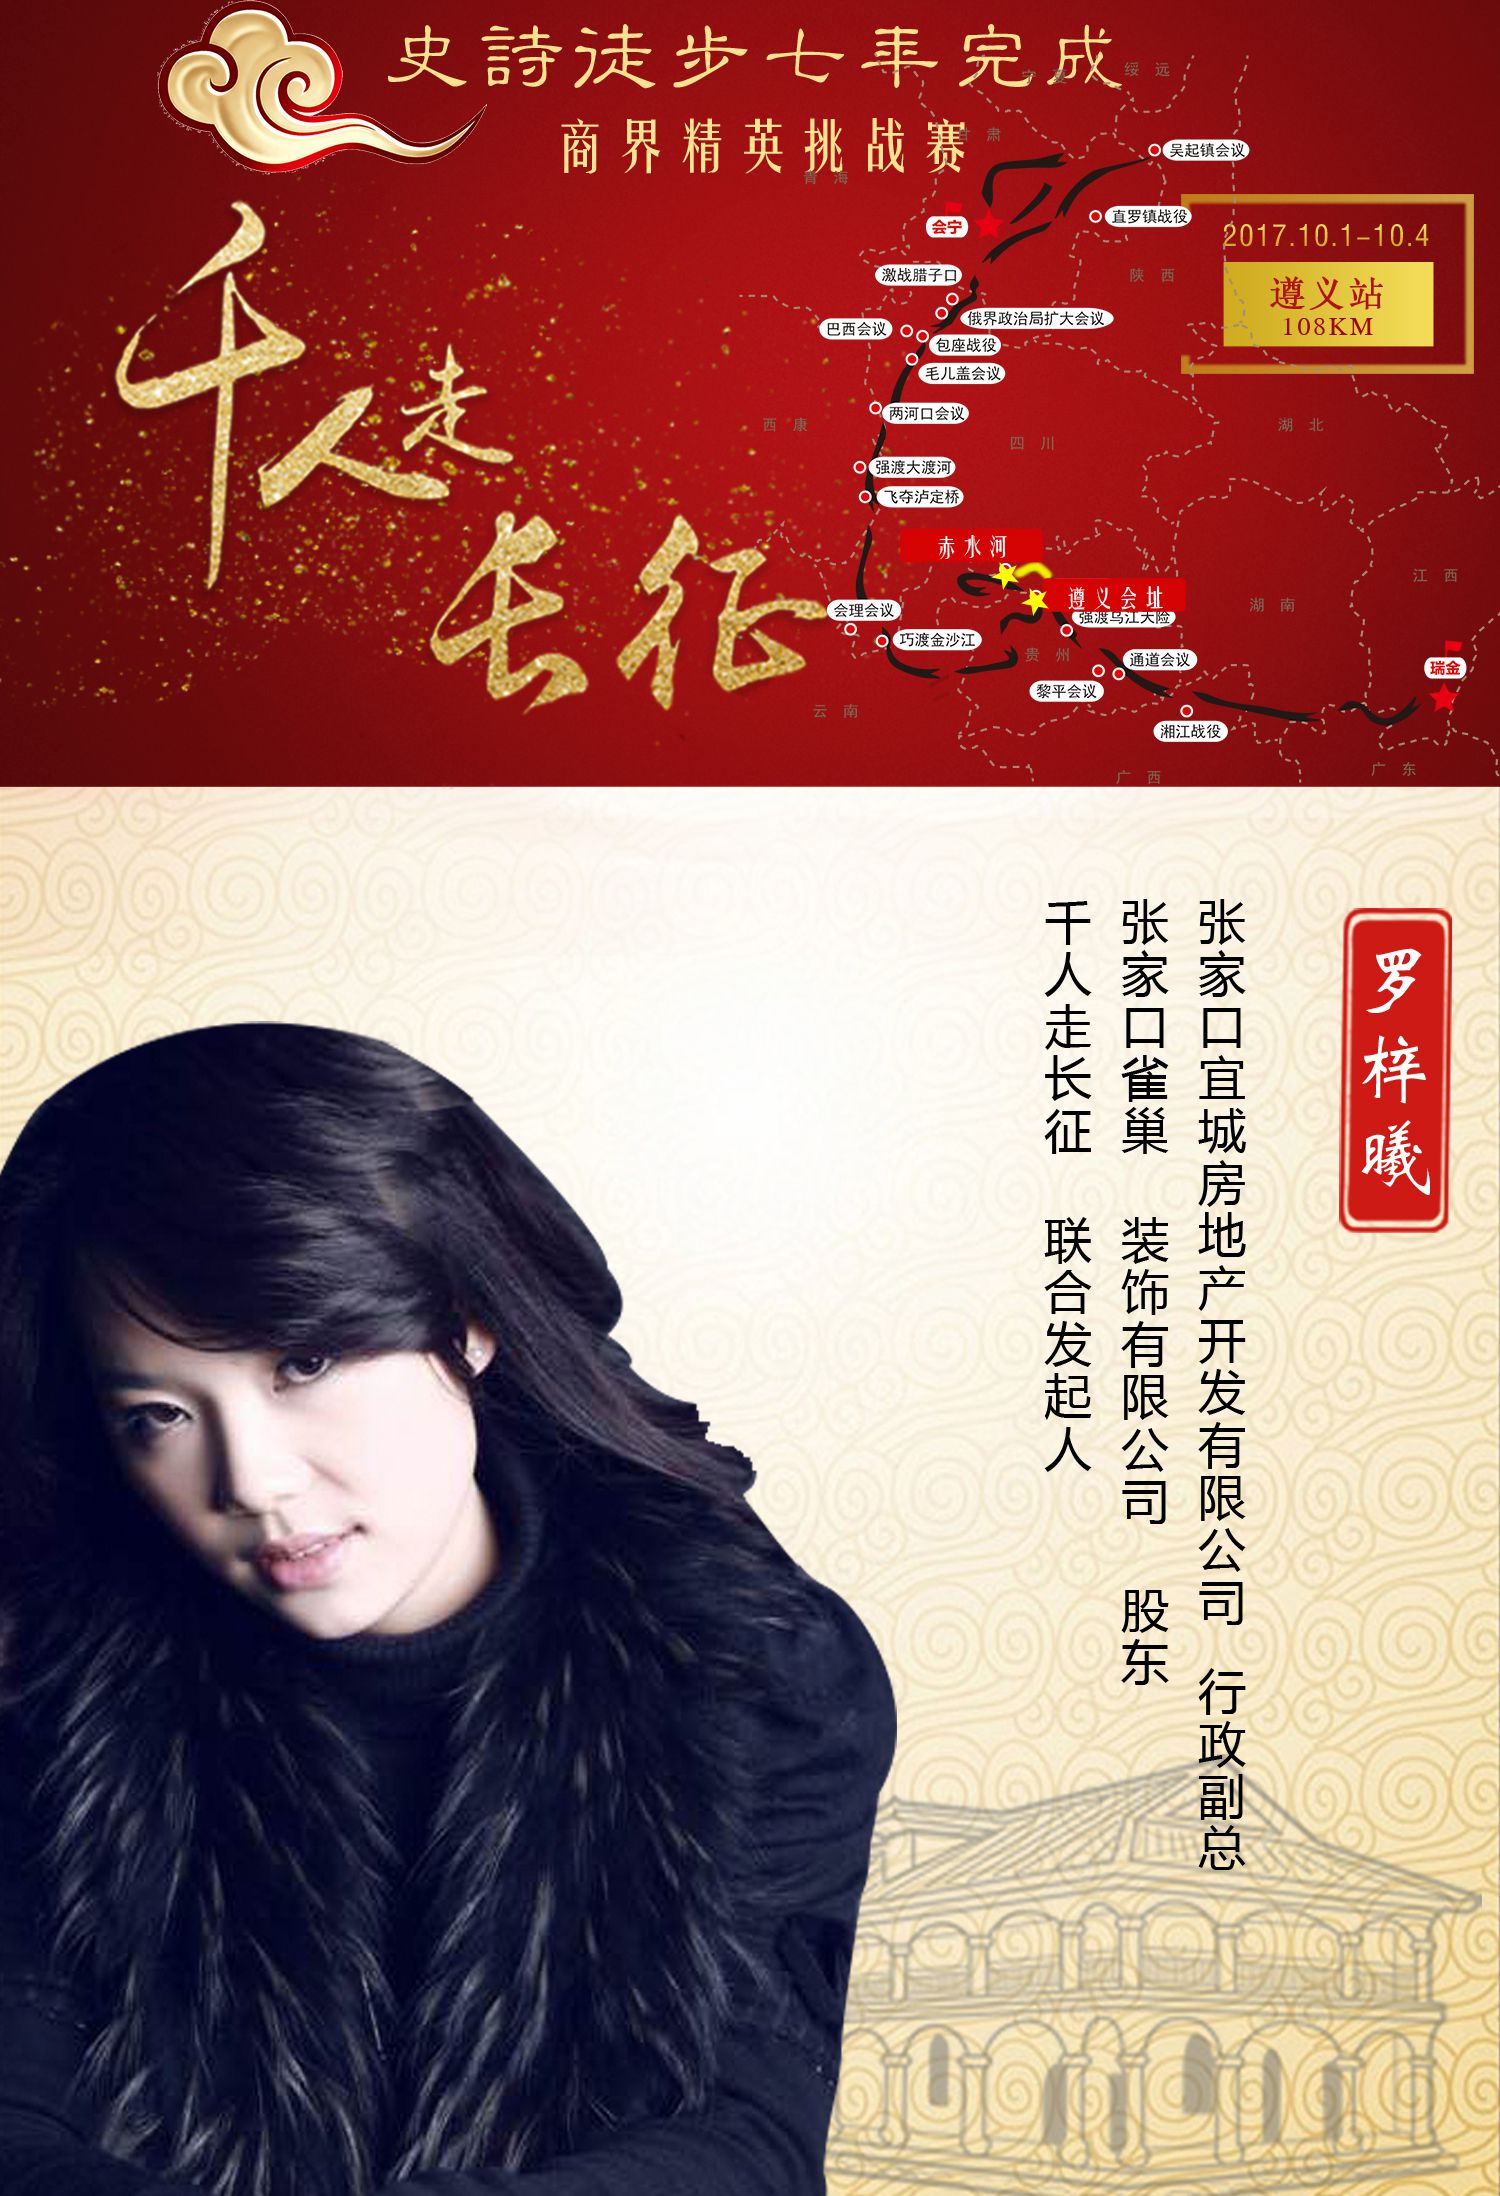 史詩徒步七年完成
商界精英挑战赛
千人走
长征
2017.10.1-10.4
遵义站
108KM
宁夏
绥远
甘肃
青海
吴起镇会议
直罗镇战役
会宁
陕西
激战腊子口
俄界政治局扩大会议
巴西会议
包座战役
毛儿盖会议
两河口会议
西康
四川
湖北
强渡大渡河
飞夺泸定桥
赤水河
遵义会址
强渡乌江天险
江西
湖南
会理会议
巧渡金沙江
贵州
通道会议
黎平会议
瑞金
云南
湘江战役
广西
广东
罗梓曦
张家口宜城房地产开发有限公司 行政副总
张家口雀巢 装饰有限公司 股东
千人走长征 联合发起人